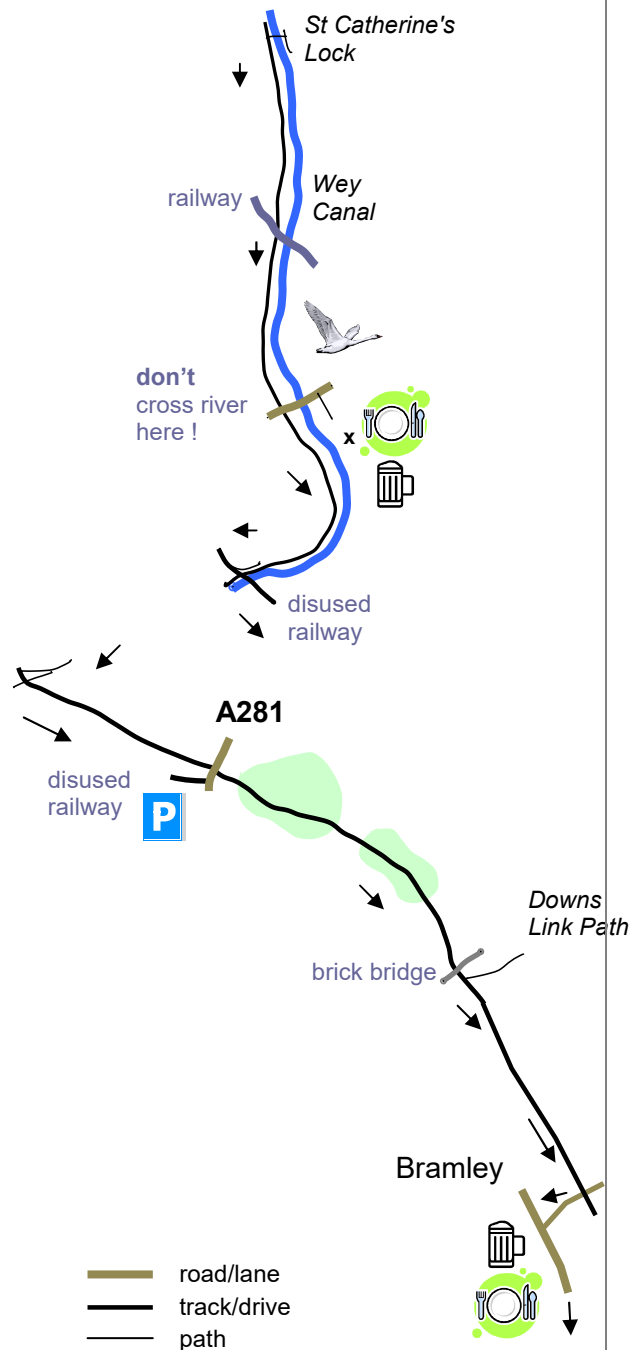 St Catherine's
Lock
railway
Wey
Canal
don't
cross river
here !
x
disused
railway
A281
disused
railway
P
Downs
Link Path
brick bridge
Bramley
road/lane
track/drive
path